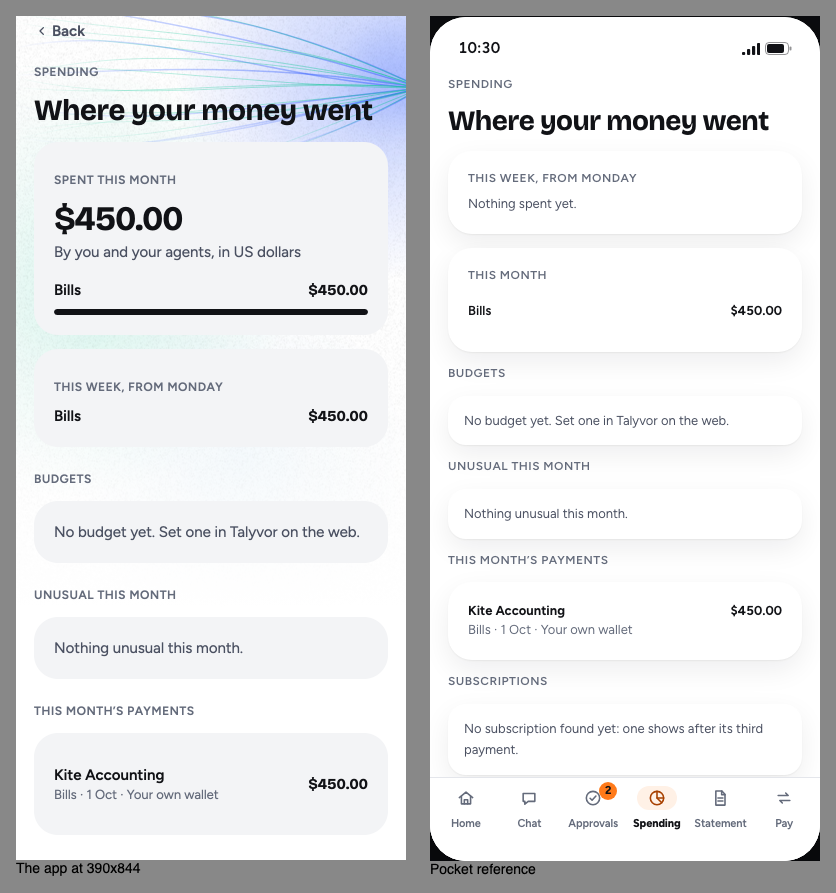 Back
SPENDING
Where your money went
SPENT THIS MONTH
$450.00
By you and your agents, in US dollars
Bills $450.00
THIS WEEK, FROM MONDAY
Bills $450.00
BUDGETS
No budget yet. Set one in Talyvor on the web.
UNUSUAL THIS MONTH
Nothing unusual this month.
THIS MONTH’S PAYMENTS
Kite Accounting
Bills · 1 Oct · Your own wallet
$450.00
The app at 390x844
10:30
SPENDING
Where your money went
THIS WEEK, FROM MONDAY
Nothing spent yet.
THIS MONTH
Bills $450.00
BUDGETS
No budget yet. Set one in Talyvor on the web.
UNUSUAL THIS MONTH
Nothing unusual this month.
THIS MONTH’S PAYMENTS
Kite Accounting $450.00
Bills · 1 Oct · Your own wallet
SUBSCRIPTIONS
No subscription found yet: one shows after its third
payment.
2
Home Chat Approvals Spending Statement Pay
Pocket reference